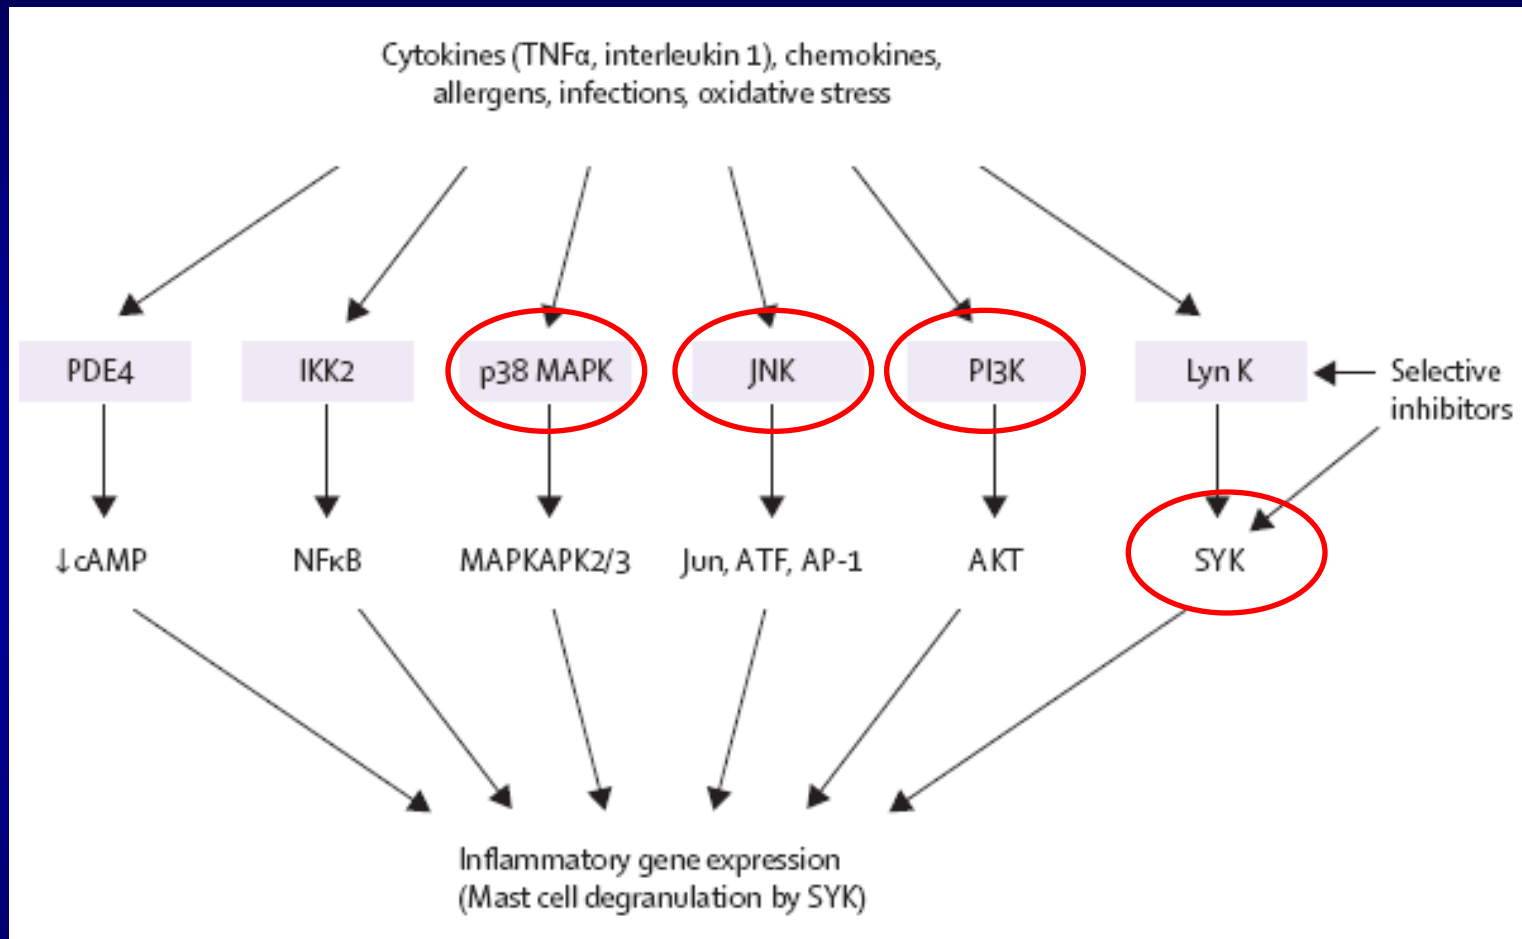 Cytokines (TNFα, interleukin 1), chemokines,
allergens, infections, oxidative stress
PDE4
IKK2
p38 MAPK
JNK
PI3K
Lyn K
Selective
inhibitors
↓cAMP
NFκB
MAPKAPK2/3
Jun, ATF, AP-1
AKT
SYK
Inflammatory gene expression
(Mast cell degranulation by SYK)